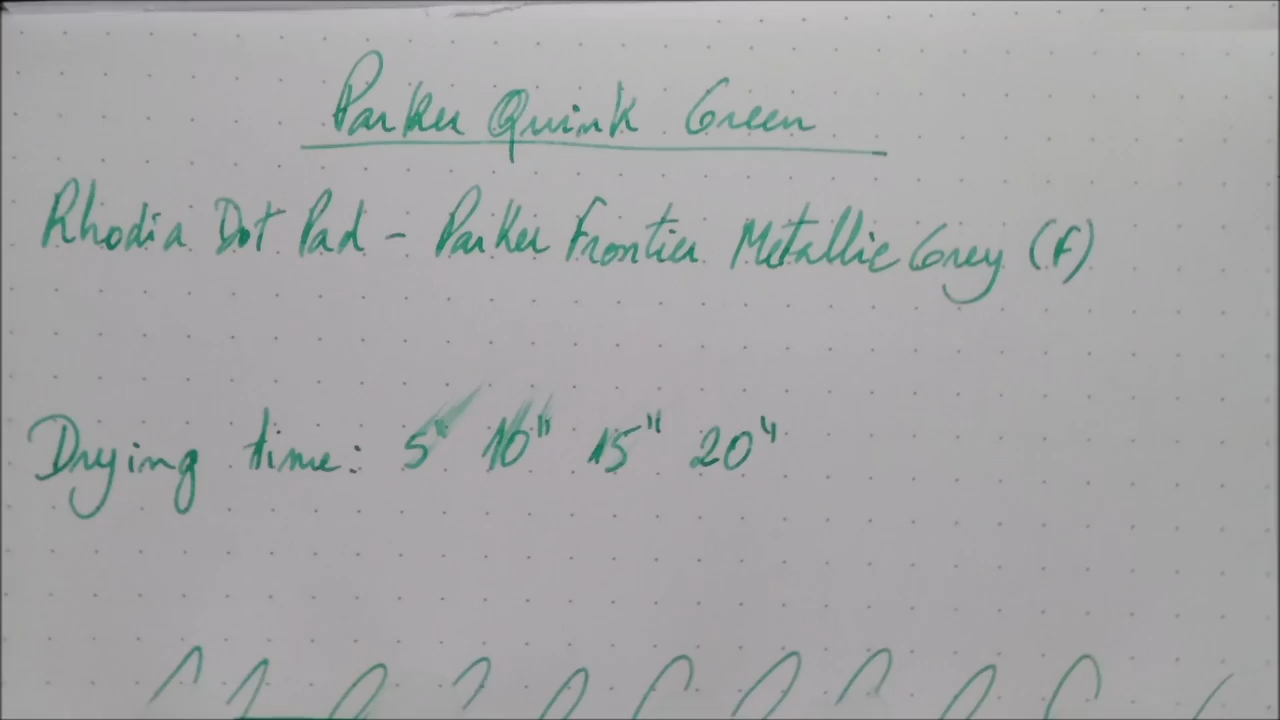 Parker Quink Green
Rhodia Dot Pad - Parker Frontier Metallic Grey (F)
Drying time: 5" 10" 15" 20"